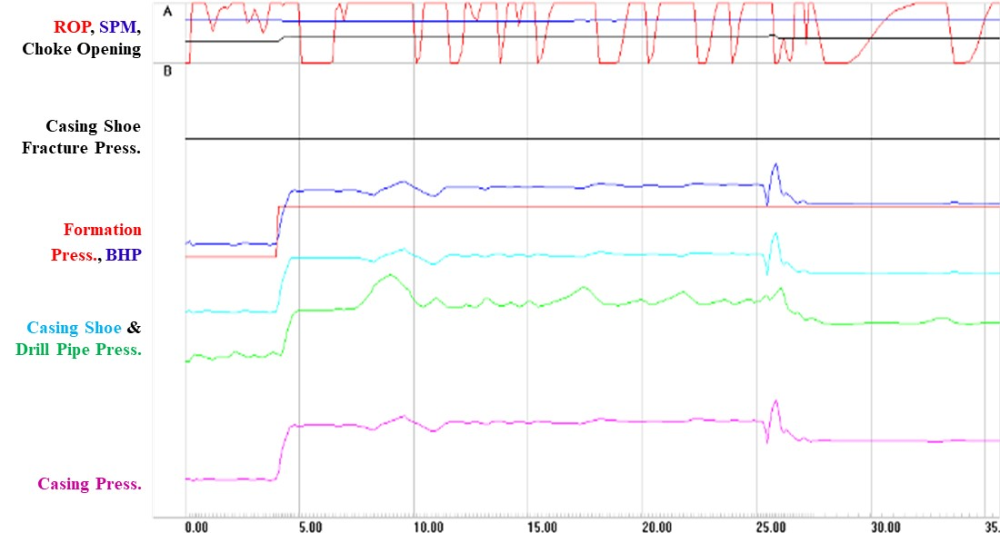 A
ROP, SPM,
Choke Opening
B
Casing Shoe
Fracture Press.
Formation
Press., BHP
Casing Shoe &
Drill Pipe Press.
Casing Press.
0.00 5.00 10.00 15.00 20.00 25.00 30.00 35.